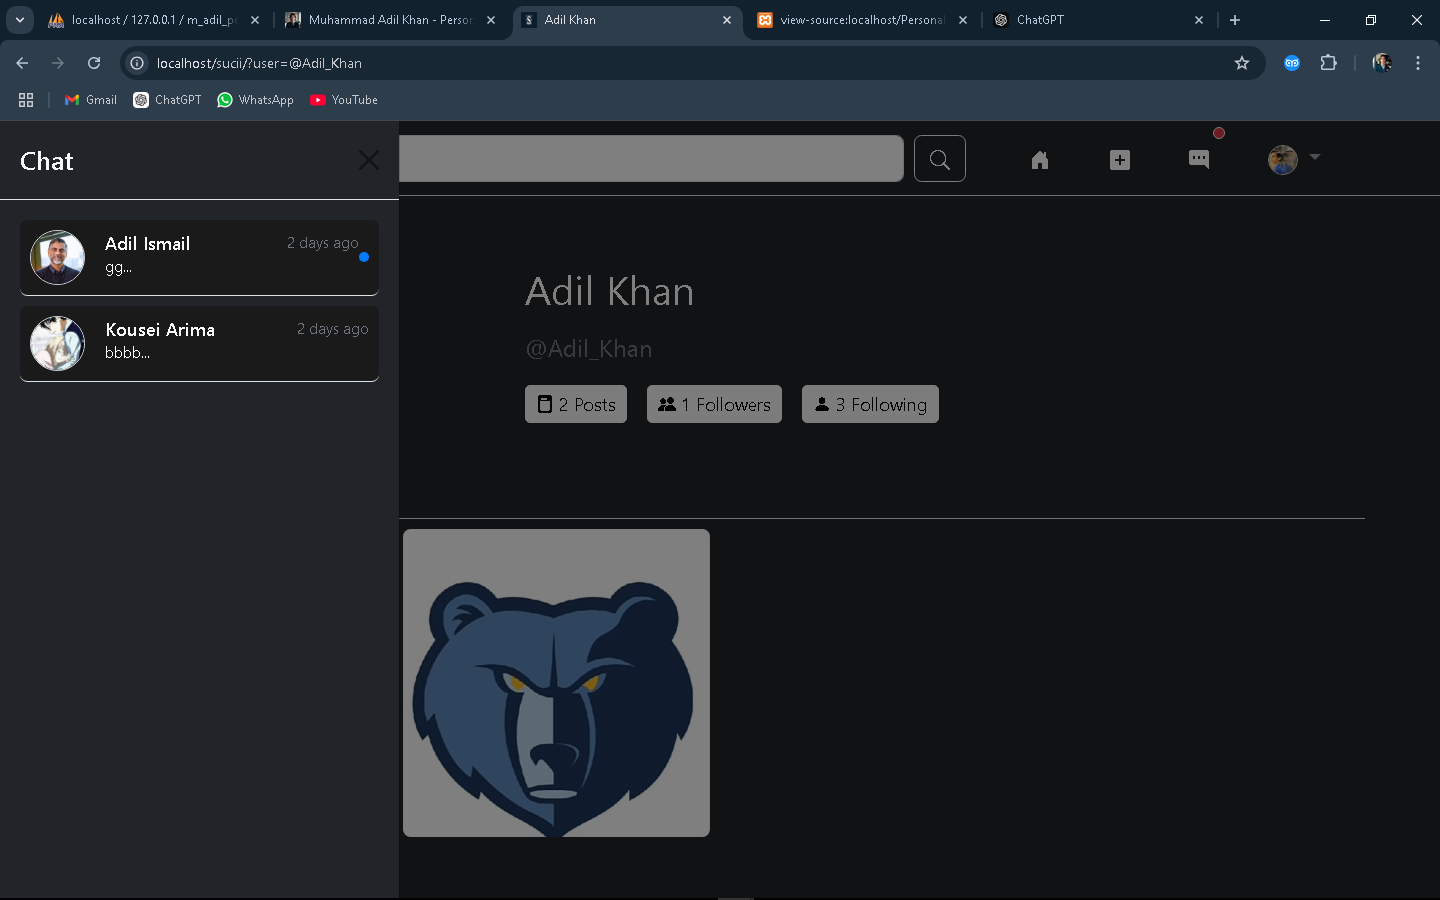 localhost / 127.0.0.1 / m_adil_po
Muhammad Adil Khan - Person
Adil Khan
view-source:localhost/Personal
ChatGPT
localhost/sucii/?user=@Adil_Khan
Gmail
ChatGPT
WhatsApp
YouTube
Chat
Adil Ismail
2 days ago
gg...
Kousei Arima
2 days ago
bbbb...
Adil Khan
@Adil_Khan
2 Posts
1 Followers
3 Following